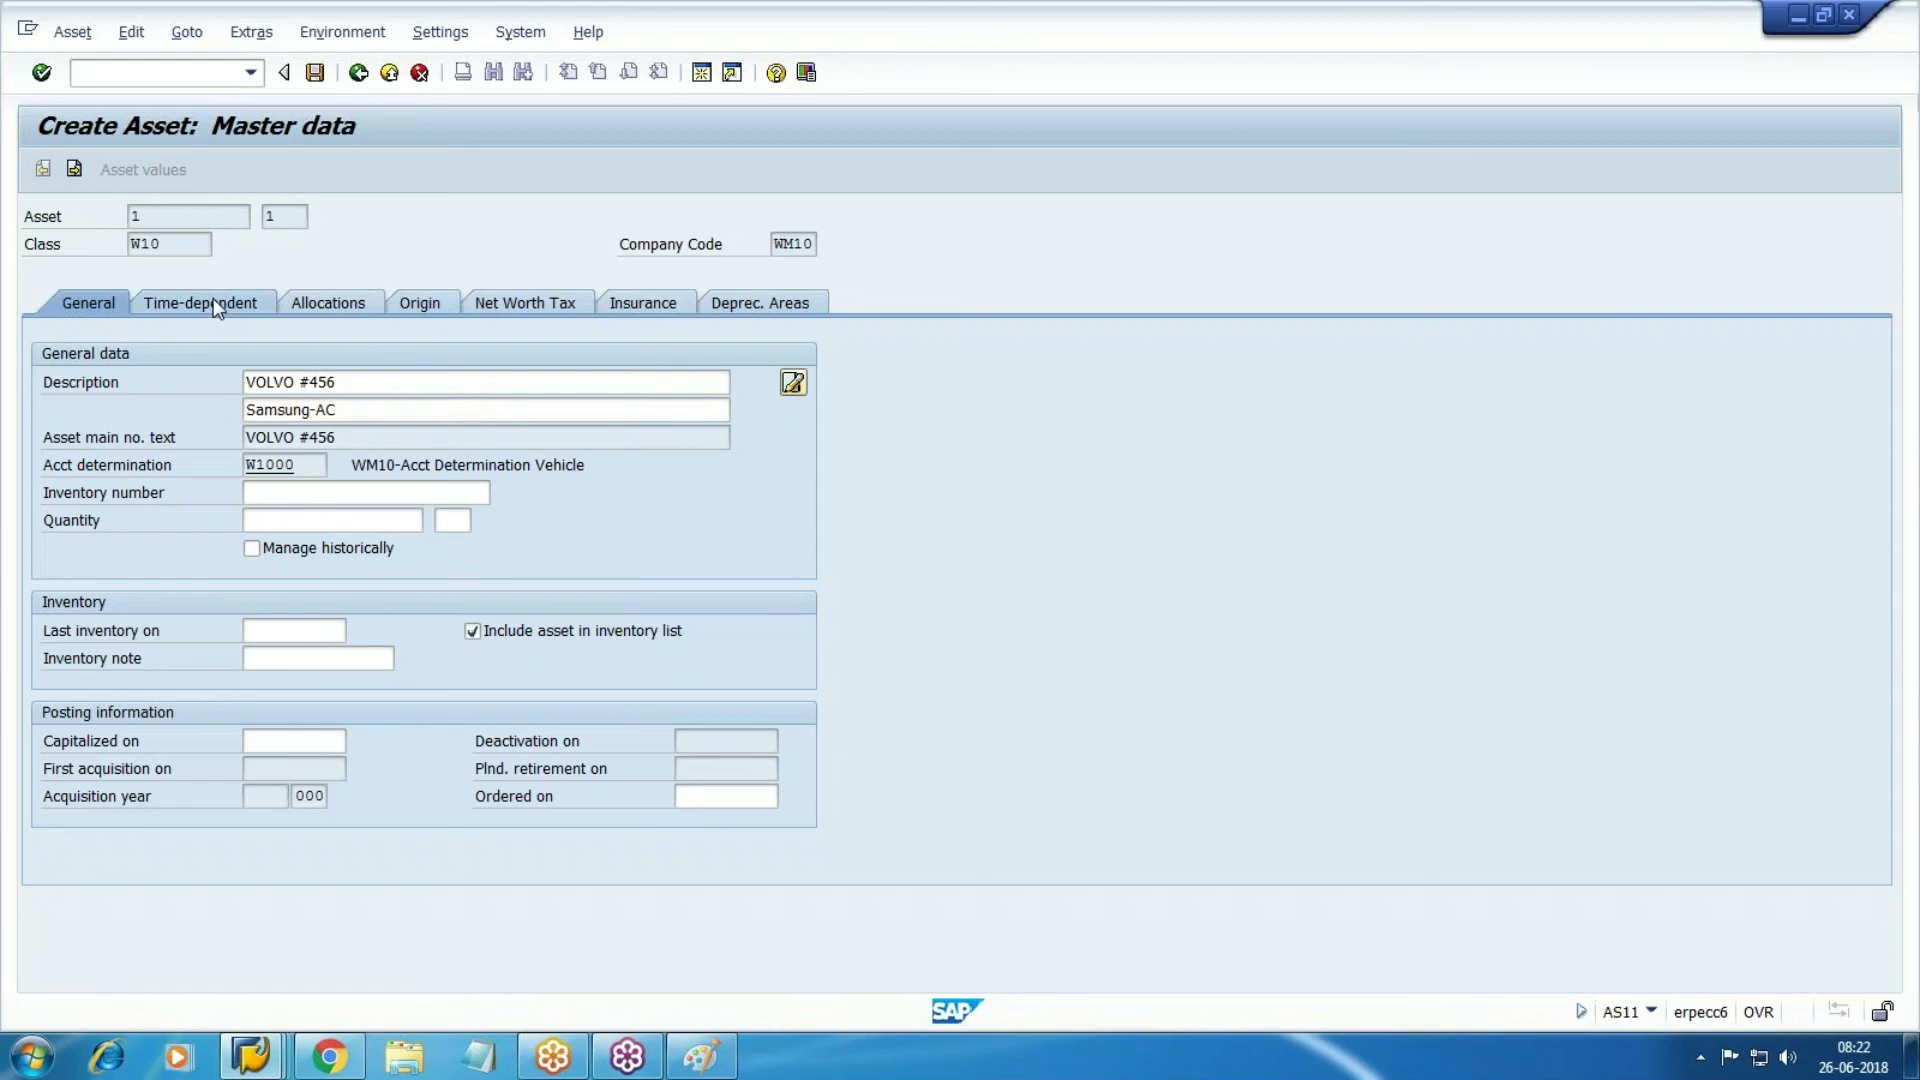 Asset Edit Goto Extras Environment Settings System Help
Create Asset: Master data
Asset values
Asset 1 1
Class W10 Company Code WM10
General Time-dependent Allocations Origin Net Worth Tax Insurance Deprec. Areas
General data
Description VOLVO #456
Samsung-AC
Asset main no. text VOLVO #456
Acct determination W1000 WM10-Acct Determination Vehicle
Inventory number
Quantity
Manage historically
Inventory
Last inventory on Include asset in inventory list
Inventory note
Posting information
Capitalized on Deactivation on
First acquisition on Plnd. retirement on
Acquisition year 000 Ordered on
SAP AS11 erpecc6 OVR
08:22
26-06-2018